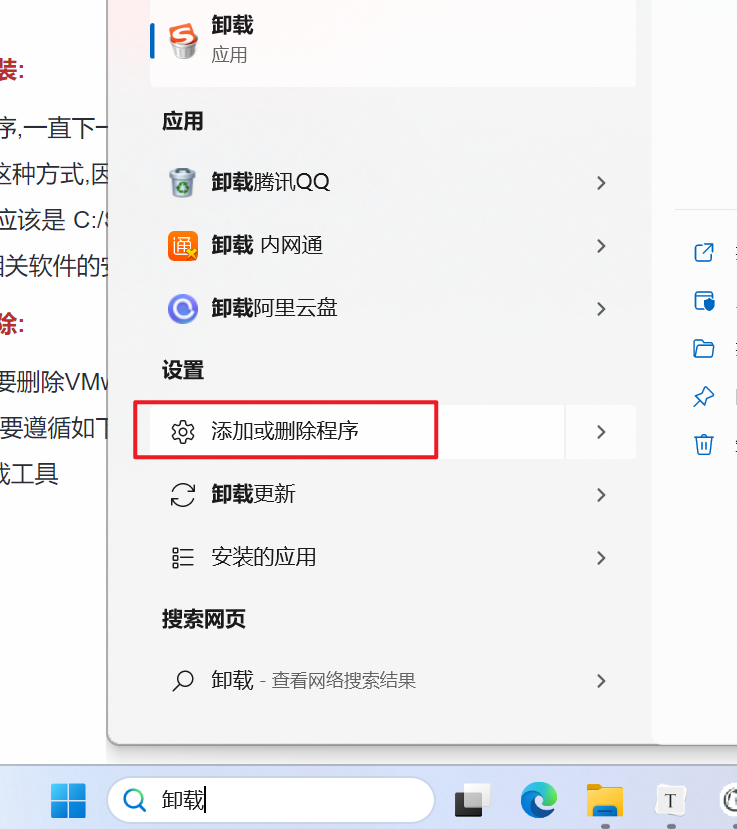 卸载
应用
装:
应用
序,一直下一
卸载腾讯QQ
这种方式,因
应该是 C:/
卸载 内网通
相关软件的安
卸载阿里云盘
除:
设置
要删除VMw
添加或删除程序
要遵循如下
载工具
卸载更新
安装的应用
搜索网页
卸载 - 查看网络搜索结果
卸载
T